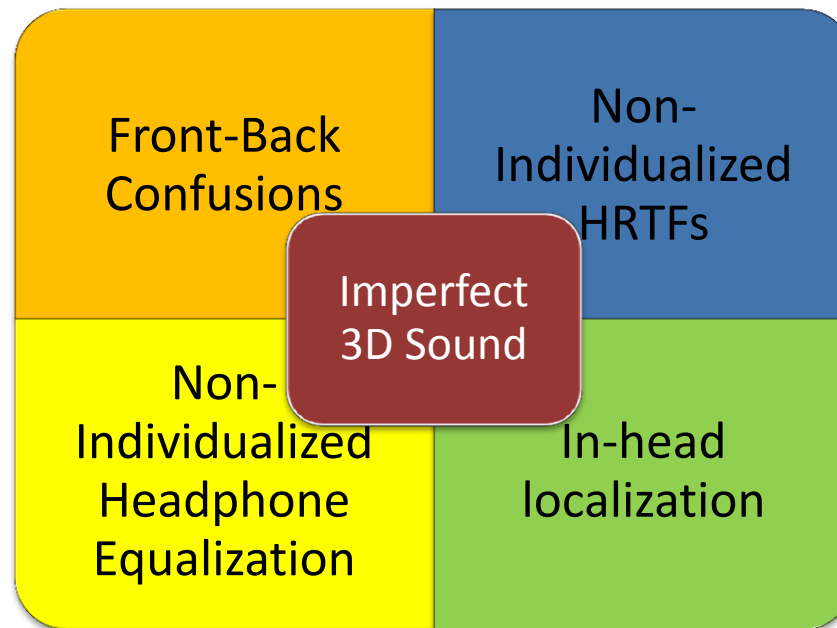 Front-Back
Confusions
Non-
Individualized
HRTFs
Imperfect
3D Sound
Non-
Individualized
Headphone
Equalization
In-head
localization